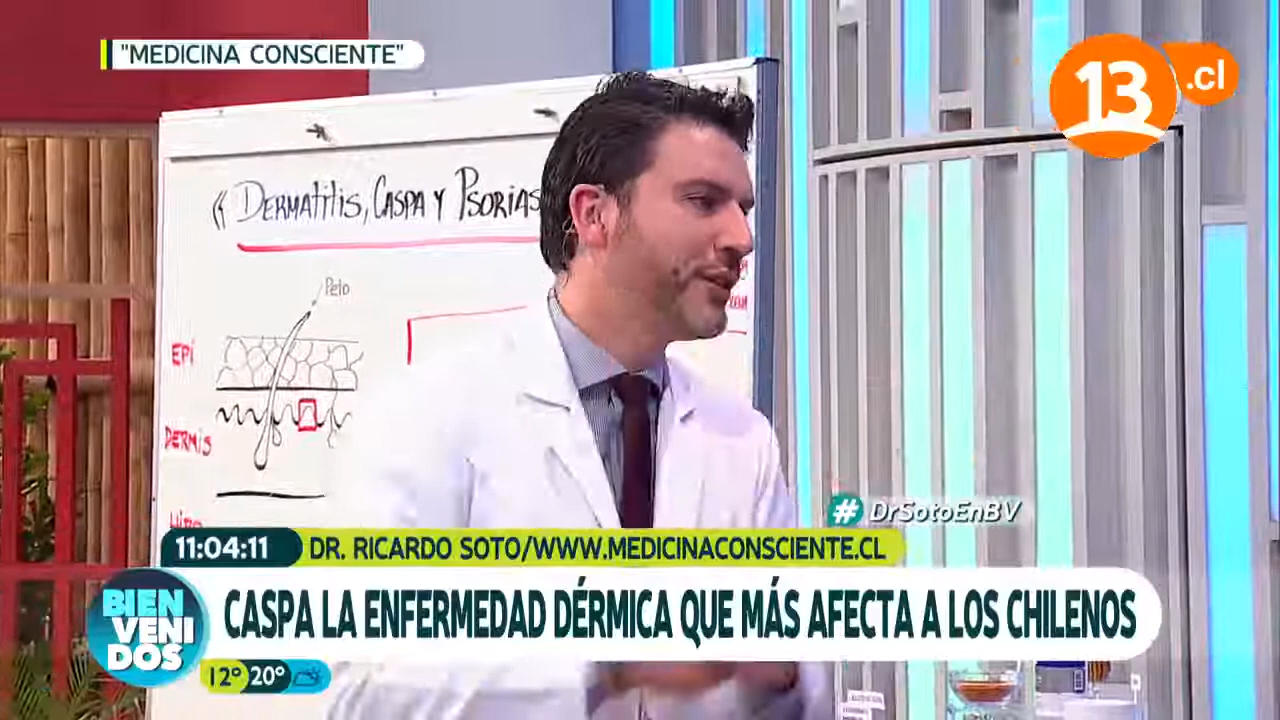 "MEDICINA CONSCIENTE"
13.cl
DERMATITIS, CASPA Y PSORIAS
Pelo
EPI
DERMIS
HIPO
#DrSotoEnBV
11:04:11
DR. RICARDO SOTO/WWW.MEDICINACONSCIENTE.CL
BIEN
VENI
DOS
CASPA LA ENFERMEDAD DÉRMICA QUE MÁS AFECTA A LOS CHILENOS
12° 20°